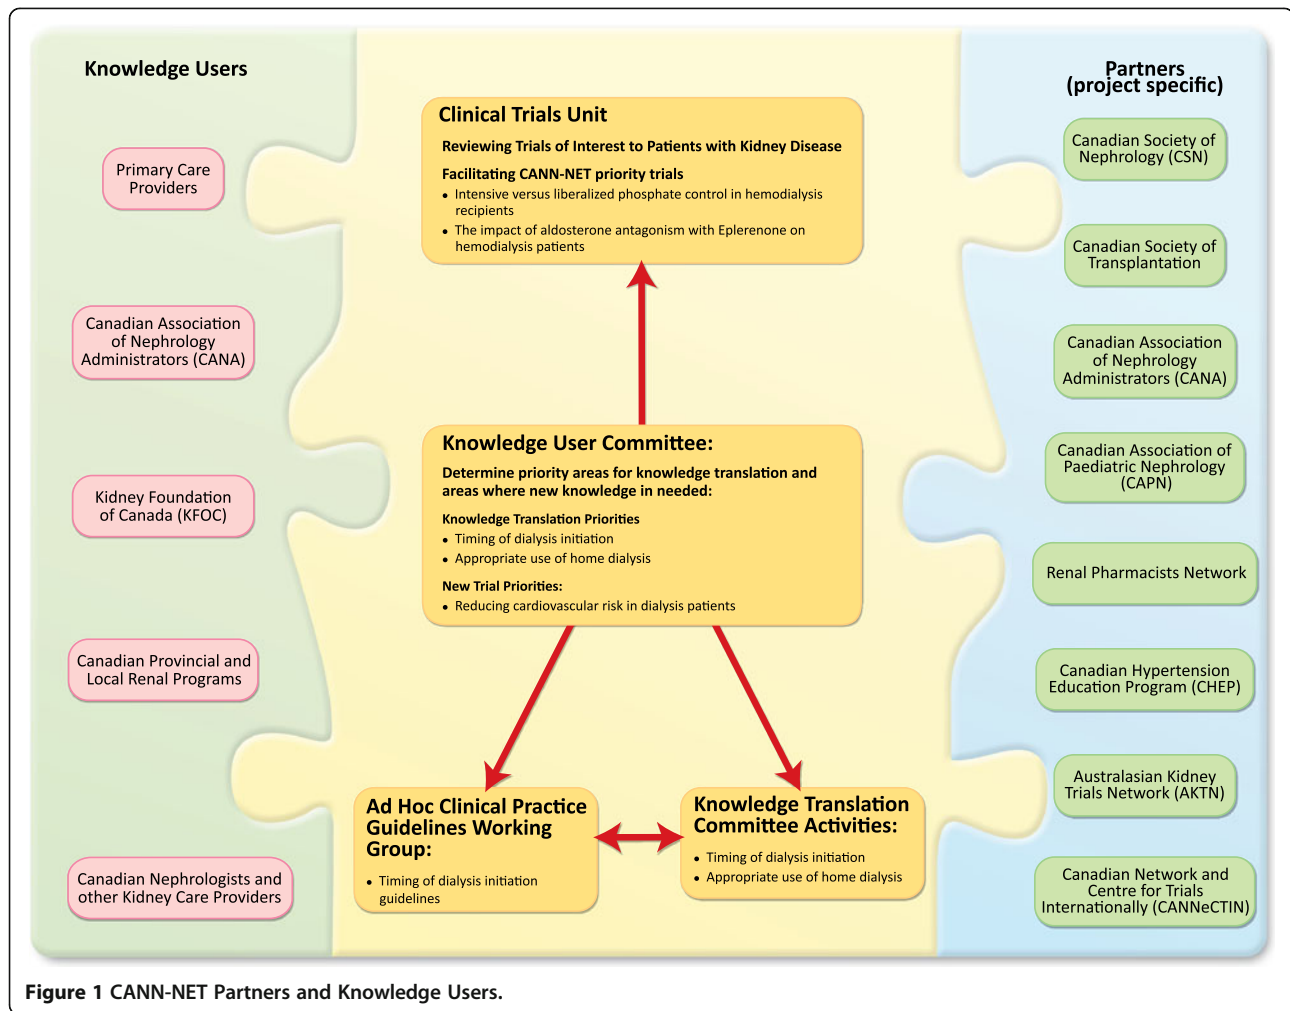 Knowledge Users
Primary Care
Providers
Canadian Association
of Nephrology
Administrators (CANA)
Kidney Foundation
of Canada (KFOC)
Canadian Provincial and
Local Renal Programs
Canadian Nephrologists and
other Kidney Care Providers
Clinical Trials Unit
Reviewing Trials of Interest to Patients with Kidney Disease
Facilitating CANN-NET priority trials
• Intensive versus liberalized phosphate control in hemodialysis
recipients
• The impact of aldosterone antagonism with Eplerenone on
hemodialysis patients
Knowledge User Committee:
Determine priority areas for knowledge translation and
areas where new knowledge in needed:
Knowledge Translation Priorities
• Timing of dialysis initiation
• Appropriate use of home dialysis
New Trial Priorities:
• Reducing cardiovascular risk in dialysis patients
Ad Hoc Clinical Practice
Guidelines Working
Group:
• Timing of dialysis initiation
guidelines
Knowledge Translation
Committee Activities:
• Timing of dialysis initiation
• Appropriate use of home dialysis
Partners
(project specific)
Canadian Society of
Nephrology (CSN)
Canadian Society of
Transplantation
Canadian Association
of Nephrology
Administrators (CANA)
Canadian Association of
Paediatric Nephrology
(CAPN)
Renal Pharmacists Network
Canadian Hypertension
Education Program (CHEP)
Australasian Kidney
Trials Network (AKTN)
Canadian Network and
Centre for Trials
Internationally (CANNeCTIN)
Figure 1 CANN-NET Partners and Knowledge Users.